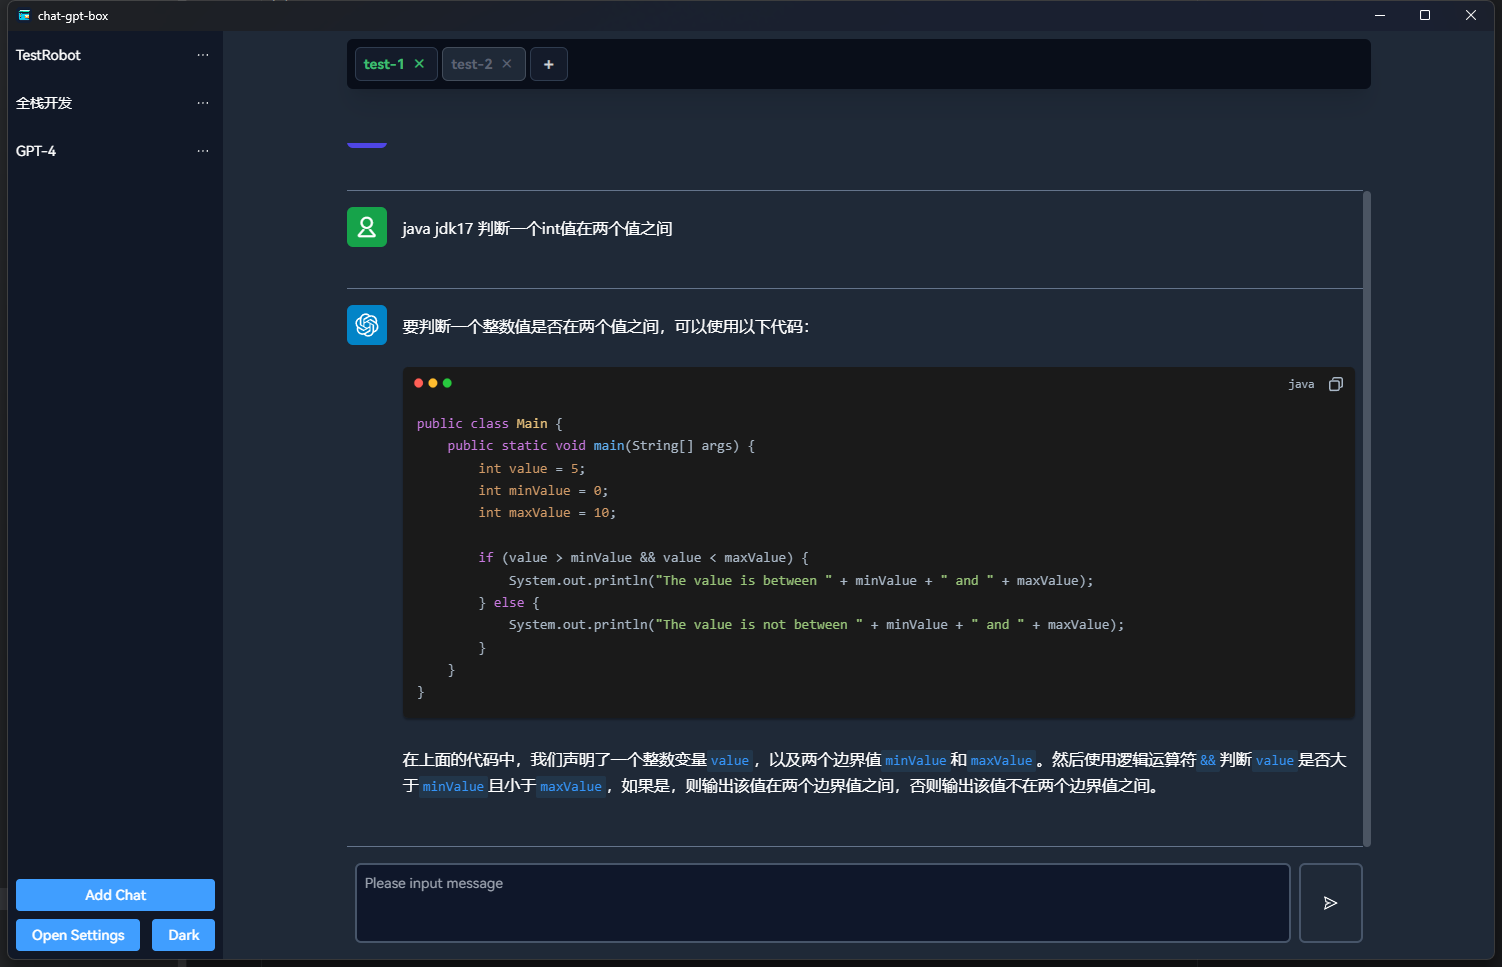 chat-gpt-box
TestRobot
全栈开发
GPT-4
Add Chat
Open Settings
Dark
test-1
test-2
java jdk17 判断一个int值在两个值之间
要判断一个整数值是否在两个值之间，可以使用以下代码：
java
public class Main {
    public static void main(String[] args) {
        int value = 5;
        int minValue = 0;
        int maxValue = 10;

        if (value > minValue && value < maxValue) {
            System.out.println("The value is between " + minValue + " and " + maxValue);
        } else {
            System.out.println("The value is not between " + minValue + " and " + maxValue);
        }
    }
}
在上面的代码中，我们声明了一个整数变量 value ，以及两个边界值 minValue 和 maxValue 。然后使用逻辑运算符 && 判断 value 是否大
于 minValue 且小于 maxValue ，如果是，则输出该值在两个边界值之间，否则输出该值不在两个边界值之间。
Please input message